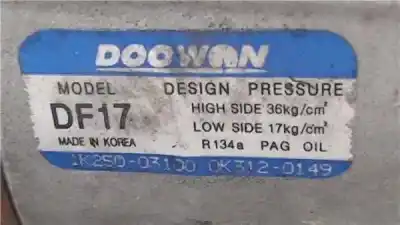 DOOWON
MODEL DESIGN PRESSURE
DF17 HIGH SIDE 36kg/cm²
LOW SIDE 17kg/cm²
MADE IN KOREA R134a PAG OIL
1K25D-03100 0K312-0149